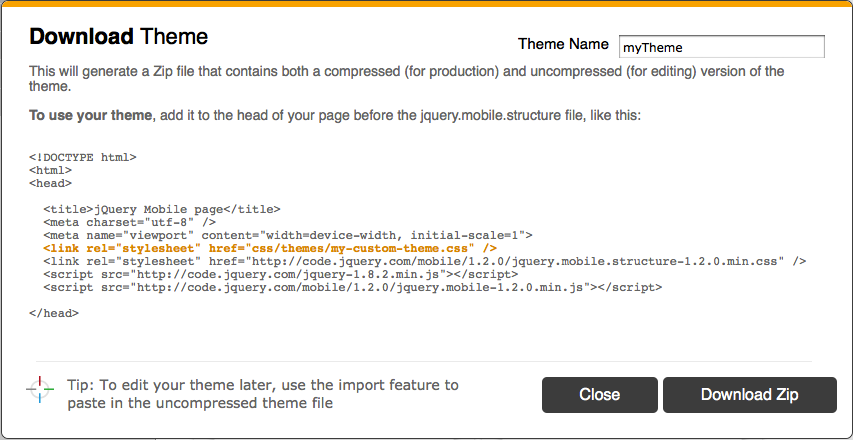 Download Theme
Theme Name
myTheme
This will generate a Zip file that contains both a compressed (for production) and uncompressed (for editing) version of the
theme.
To use your theme, add it to the head of your page before the jquery.mobile.structure file, like this:
<!DOCTYPE html>
<html>
<head>
<title>jQuery Mobile page</title>
<meta charset="utf-8" />
<meta name="viewport" content="width=device-width, initial-scale=1">
<link rel="stylesheet" href="css/themes/my-custom-theme.css" />
<link rel="stylesheet" href="http://code.jquery.com/mobile/1.2.0/jquery.mobile.structure-1.2.0.min.css" />
<script src="http://code.jquery.com/jquery-1.8.2.min.js"></script>
<script src="http://code.jquery.com/mobile/1.2.0/jquery.mobile-1.2.0.min.js"></script>
</head>
Tip: To edit your theme later, use the import feature to
paste in the uncompressed theme file
Close
Download Zip